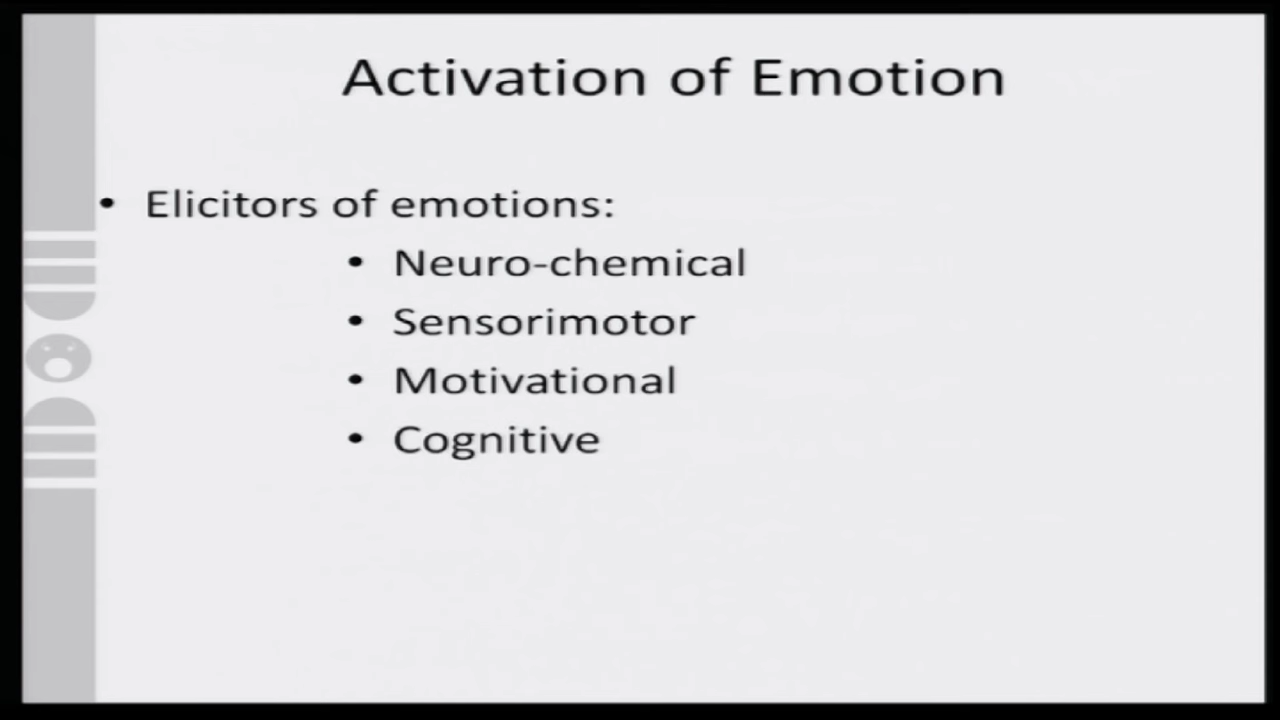 Activation of Emotion
• Elicitors of emotions:
• Neuro-chemical
• Sensorimotor
• Motivational
• Cognitive